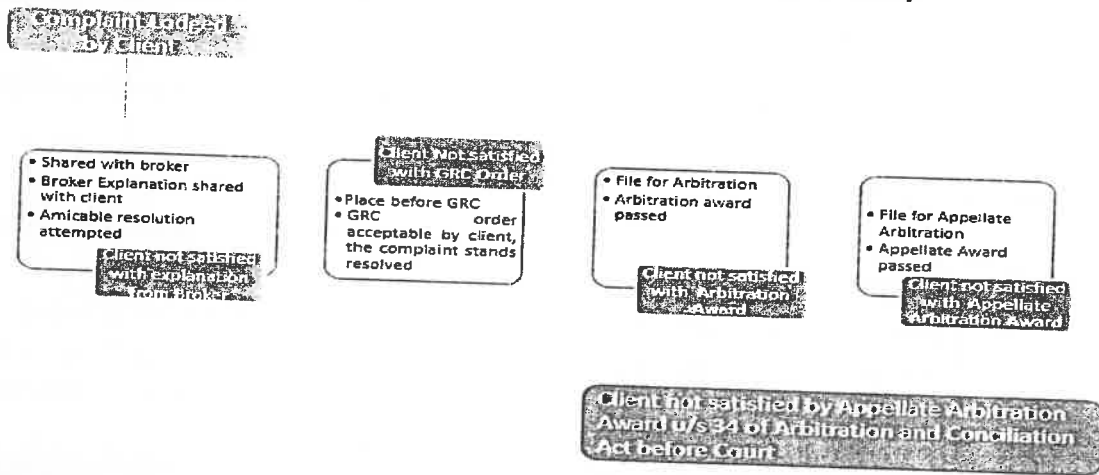 Complaint Lodged
by Client
• Shared with broker
• Broker Explanation shared
with client
• Amicable resolution
attempted
Client not satisfied
with explanation
from Broker
Client Not satisfied
with GRC Order
• Place before GRC
• GRC order
acceptable by client,
the complaint stands
resolved
• File for Arbitration
• Arbitration award
passed
Client not satisfied
with Arbitration
Award
• File for Appellate
Arbitration
• Appellate Award
passed
Client not satisfied
with Appellate
Arbitration Award
Client not satisfied by Appellate Arbitration
Award u/s 34 of Arbitration and Conciliation
Act before Court